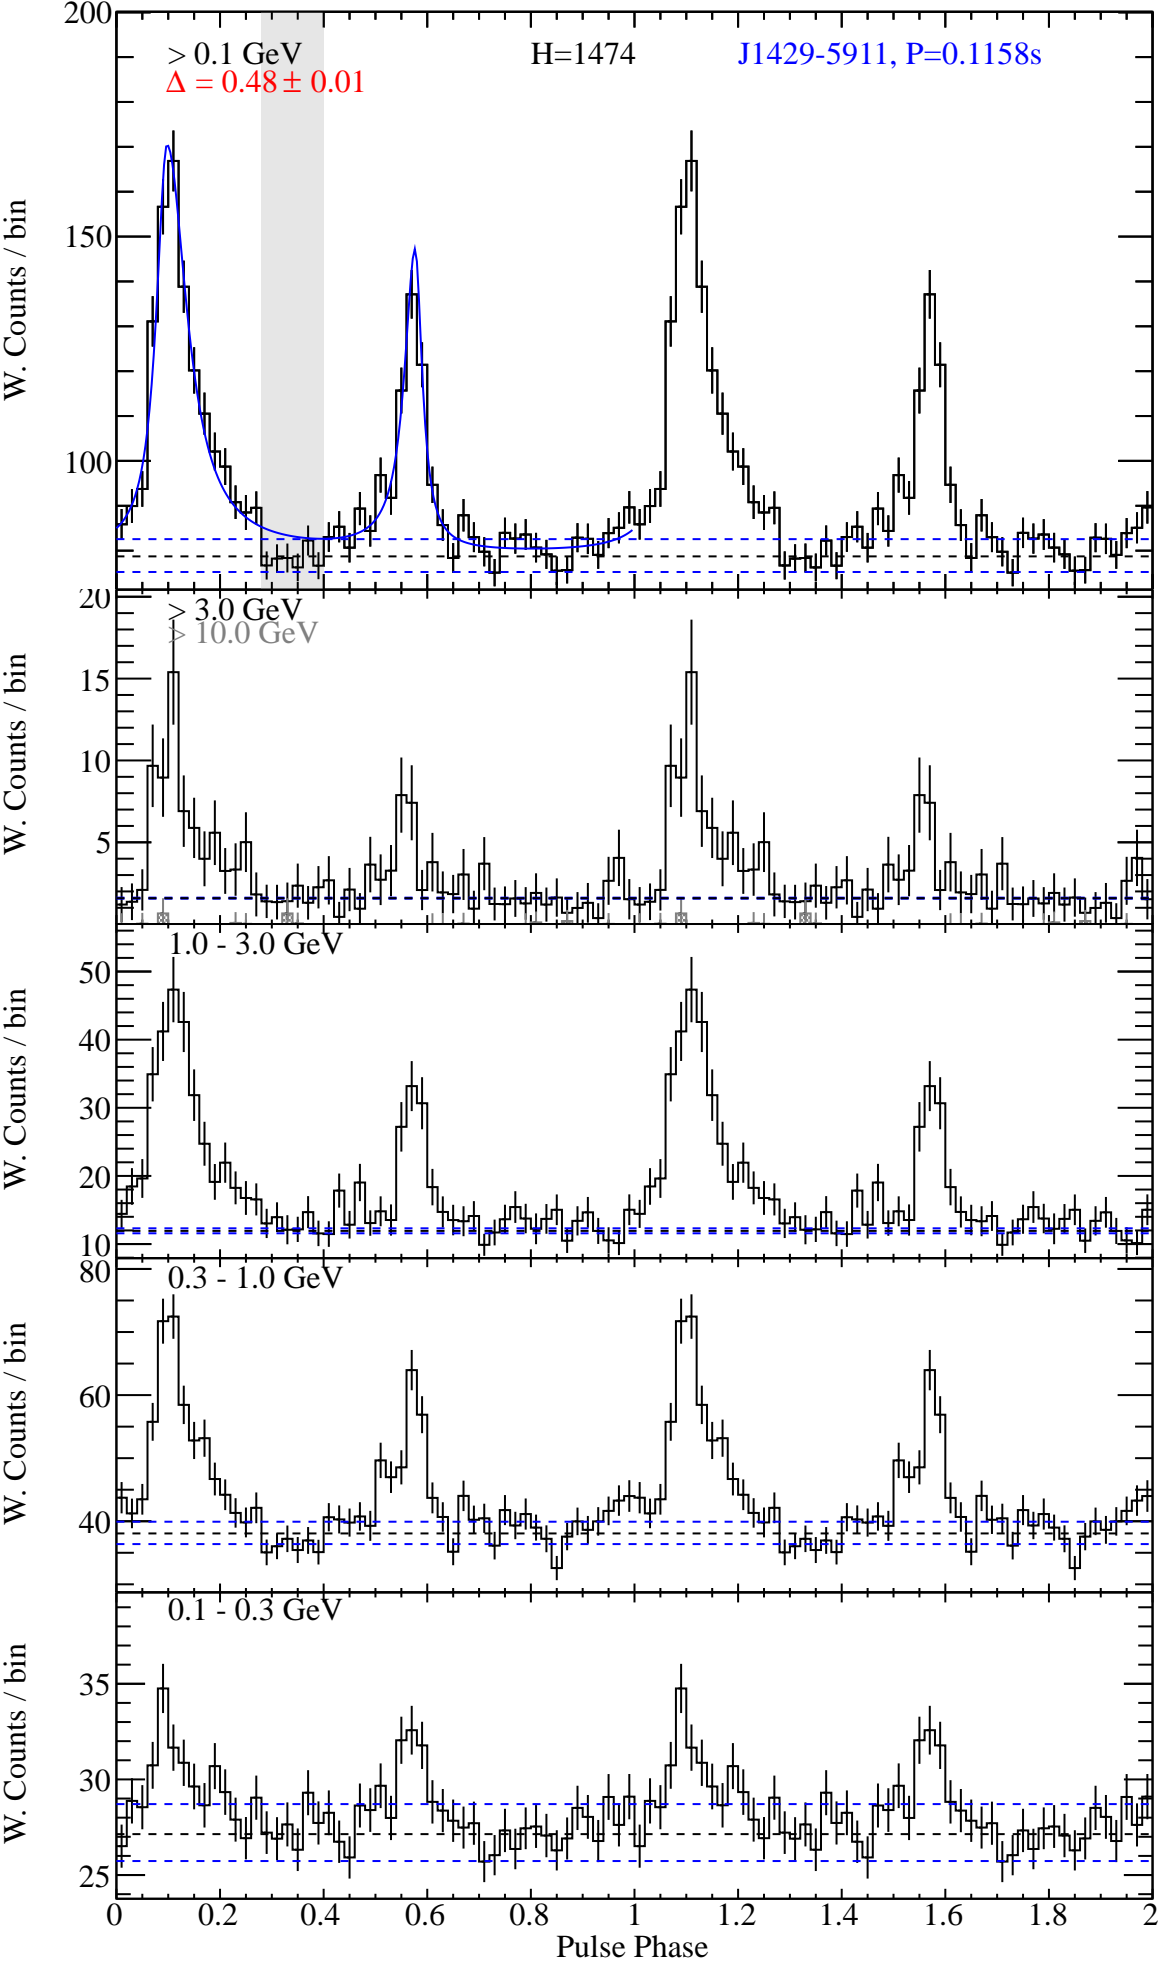 200
> 0.1 GeV H=1474 J1429-5911, P=0.1158s
Δ = 0.48 ± 0.01
150
100
W. Counts / bin
20
> 3.0 GeV
> 10.0 GeV
15
10
5
W. Counts / bin
1.0 - 3.0 GeV
50
40
30
20
10
W. Counts / bin
80
0.3 - 1.0 GeV
60
40
W. Counts / bin
0.1 - 0.3 GeV
35
30
25
W. Counts / bin
0 0.2 0.4 0.6 0.8 1 1.2 1.4 1.6 1.8 2
Pulse Phase